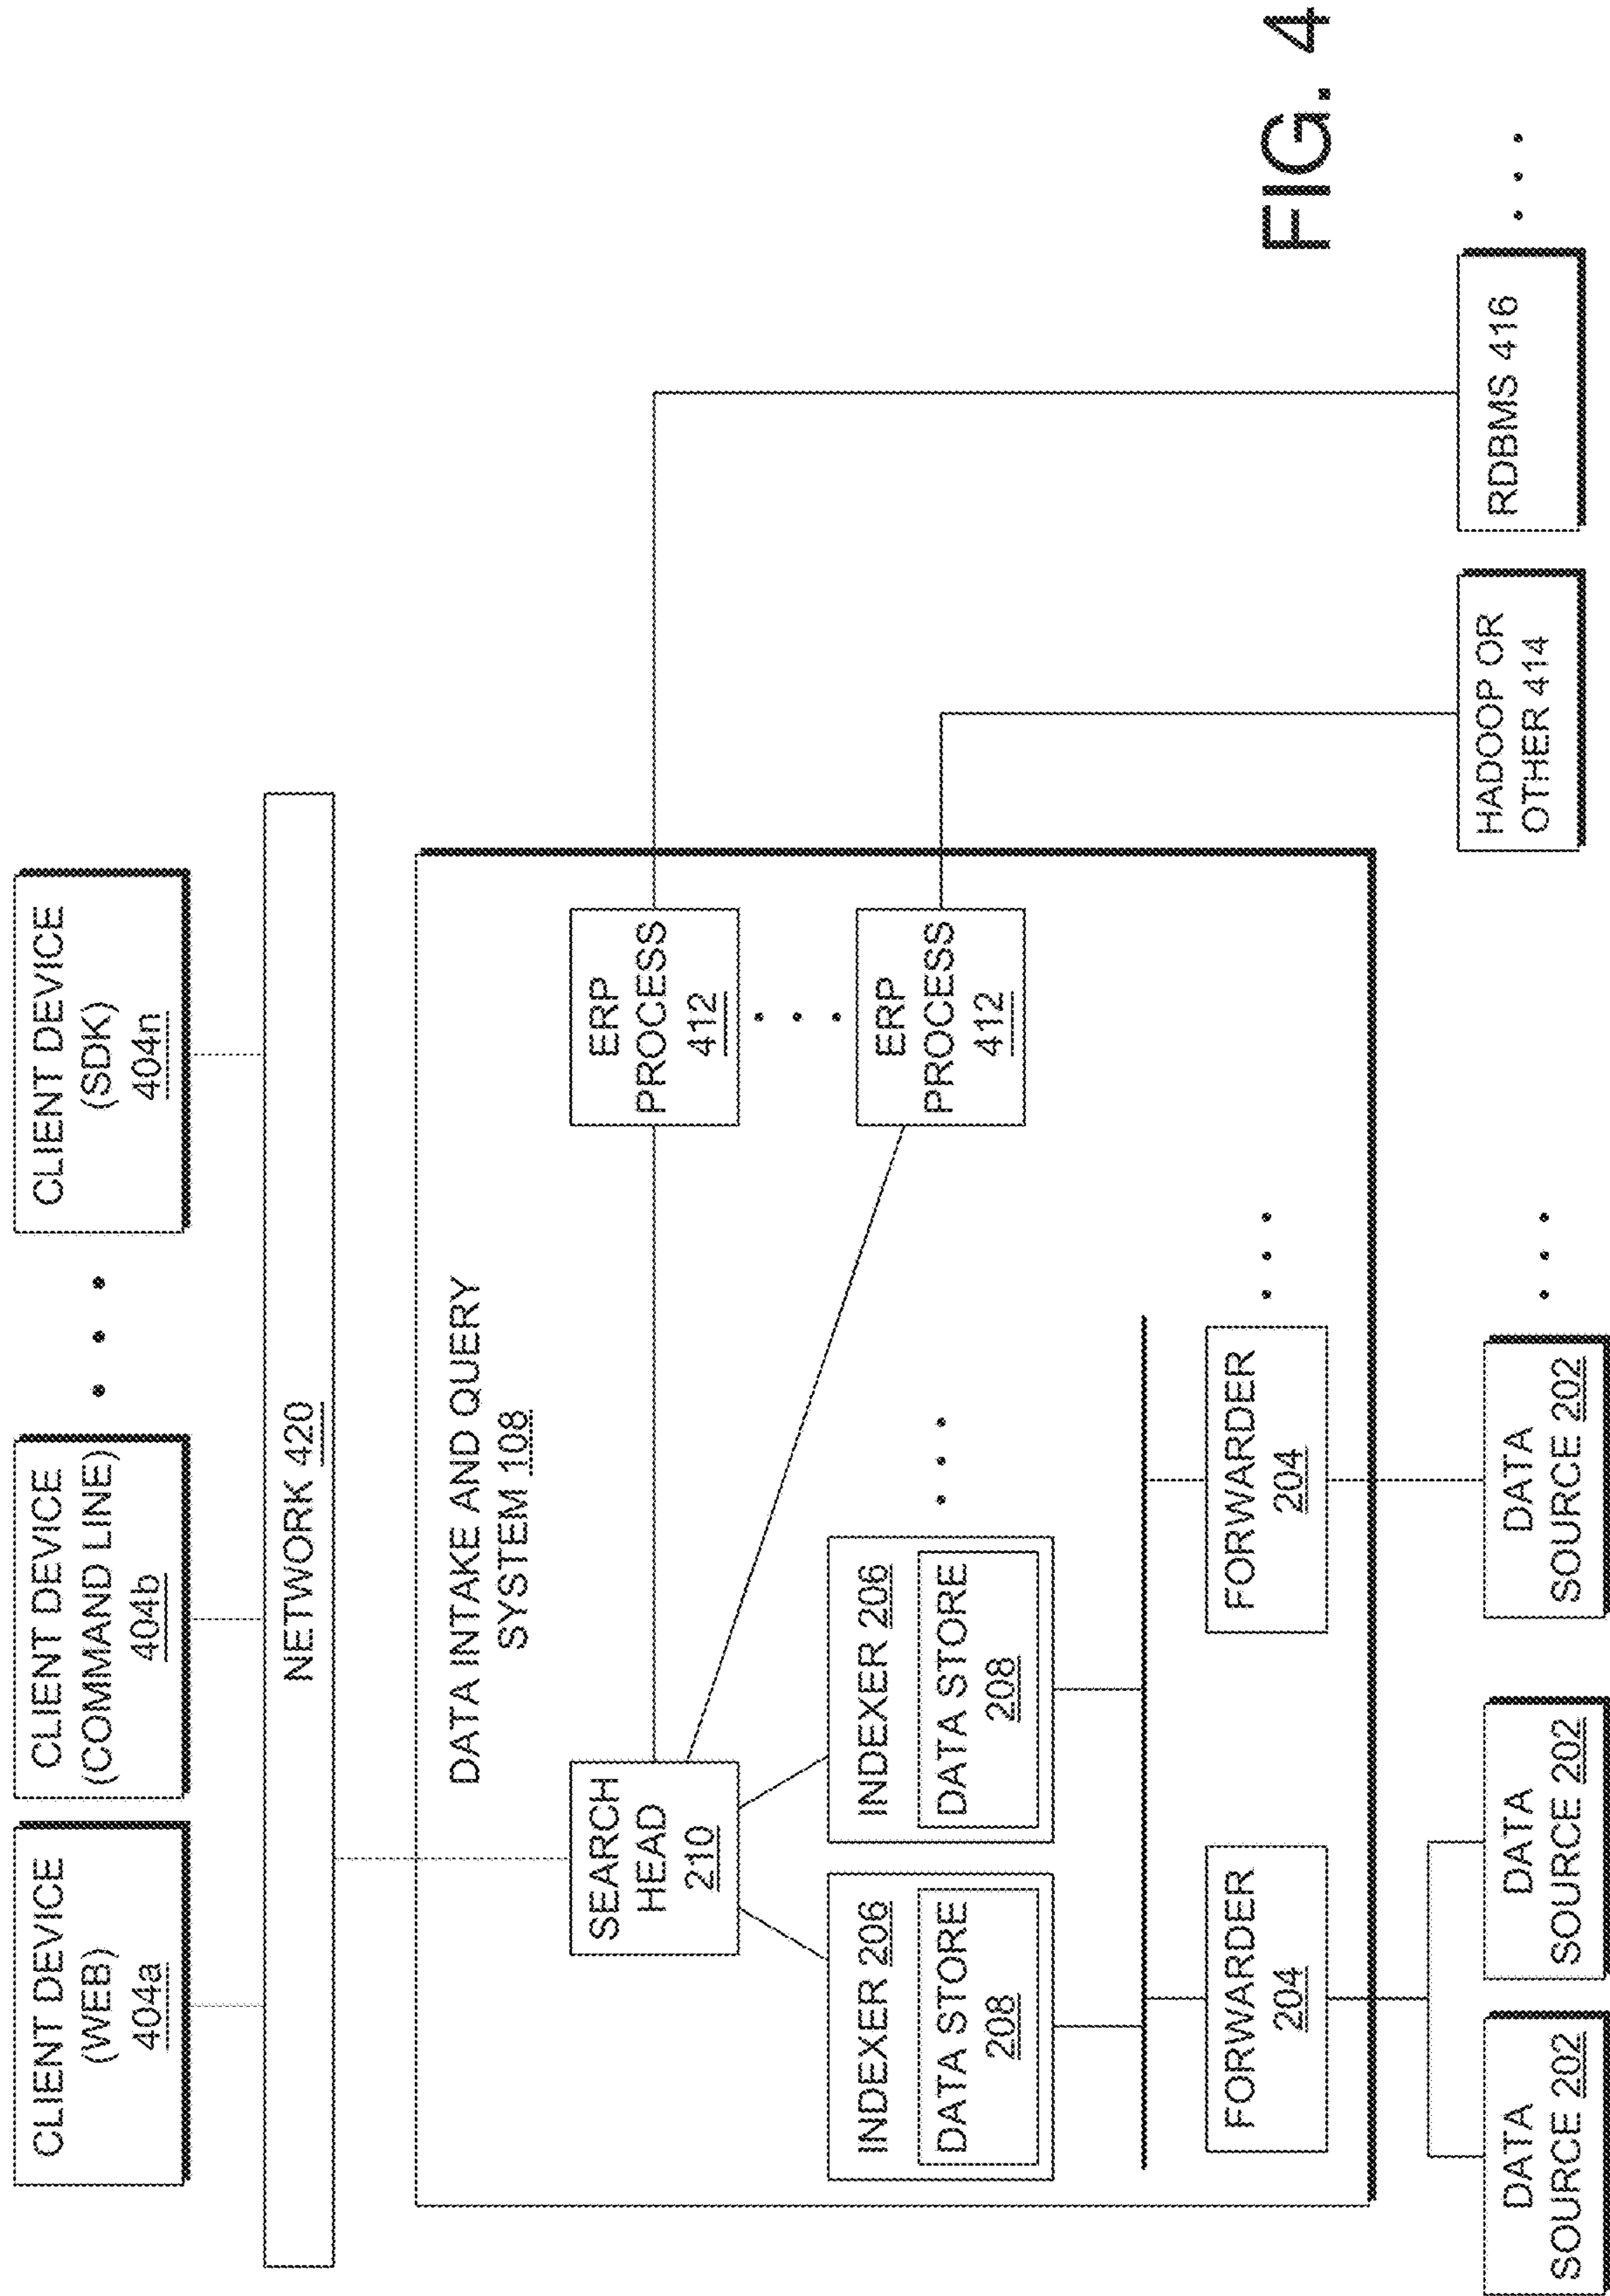 CLIENT DEVICE
(WEB)
404a
CLIENT DEVICE
(COMMAND LINE)
404b
CLIENT DEVICE
(SDK)
404n
NETWORK 420
DATA INTAKE AND QUERY
SYSTEM 108
SEARCH
HEAD
210
ERP
PROCESS
412
INDEXER 206
DATA STORE
208
INDEXER 206
DATA STORE
208
ERP
PROCESS
412
FORWARDER
204
FORWARDER
204
DATA
SOURCE 202
DATA
SOURCE 202
DATA
SOURCE 202
HADOOP OR
OTHER 414
RDBMS 416
FIG. 4